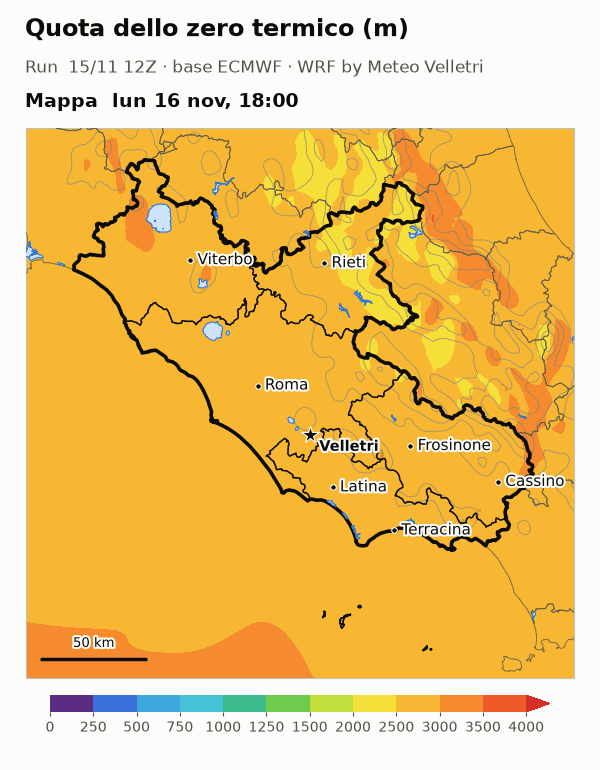 Quota dello zero termico (m)
Run  15/11 12Z · base ECMWF · WRF by Meteo Velletri
Mappa  lun 16 nov, 18:00
Viterbo
Rieti
Roma
Velletri
Frosinone
Cassino
Latina
Terracina
50 km
0 250 500 750 1000 1250 1500 2000 2500 3000 3500 4000